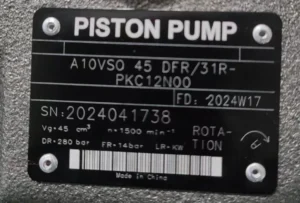 PISTON PUMP
A10VSO 45 DFR/31R-
PKC12N00
FD: 2024W17
SN:2024041738
Vg=45 cm³ n=1500 min⁻¹ ROTA-
DR=280 bar FR=14bar LR= TION
Made in China